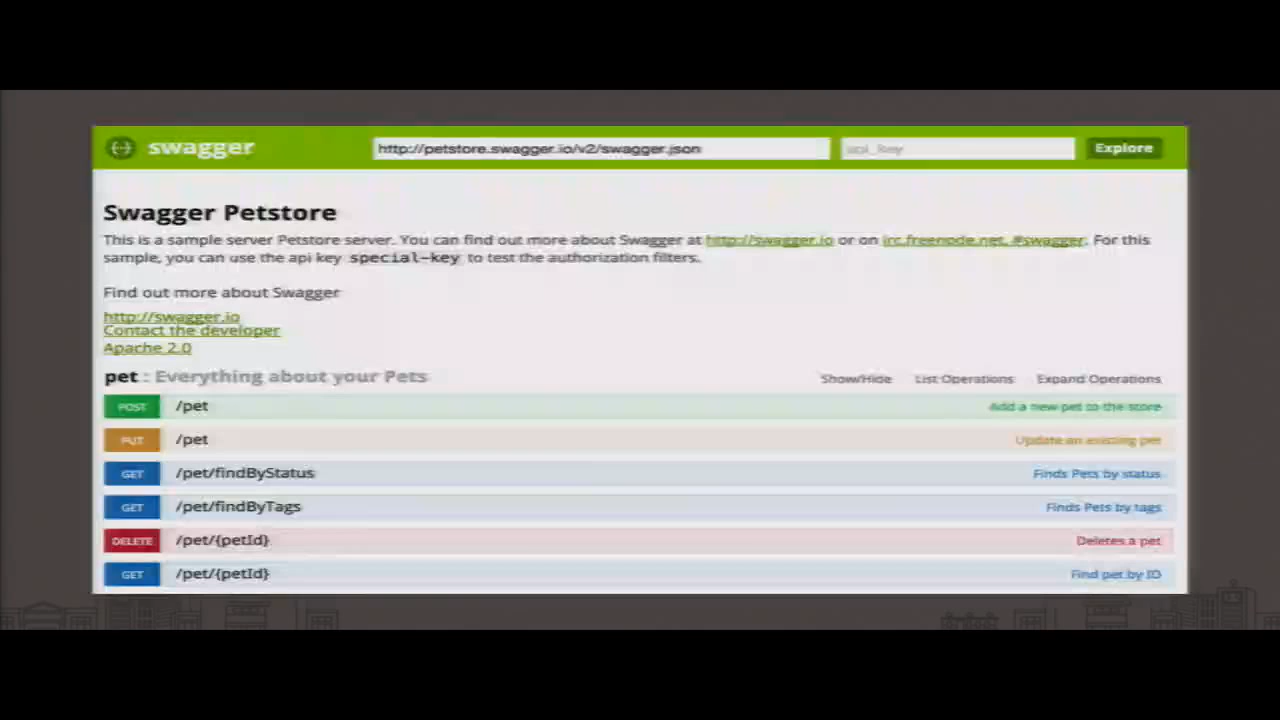 swagger http://petstore.swagger.io/v2/swagger.json api_key Explore
Swagger Petstore
This is a sample server Petstore server. You can find out more about Swagger at http://swagger.io or on irc.freenode.net, #swagger. For this
sample, you can use the api key special-key to test the authorization filters.
Find out more about Swagger
http://swagger.io
Contact the developer
Apache 2.0
pet : Everything about your Pets Show/Hide List Operations Expand Operations
POST /pet Add a new pet to the store
PUT /pet Update an existing pet
GET /pet/findByStatus Finds Pets by status
GET /pet/findByTags Finds Pets by tags
DELETE /pet/{petId} Deletes a pet
GET /pet/{petId} Find pet by ID